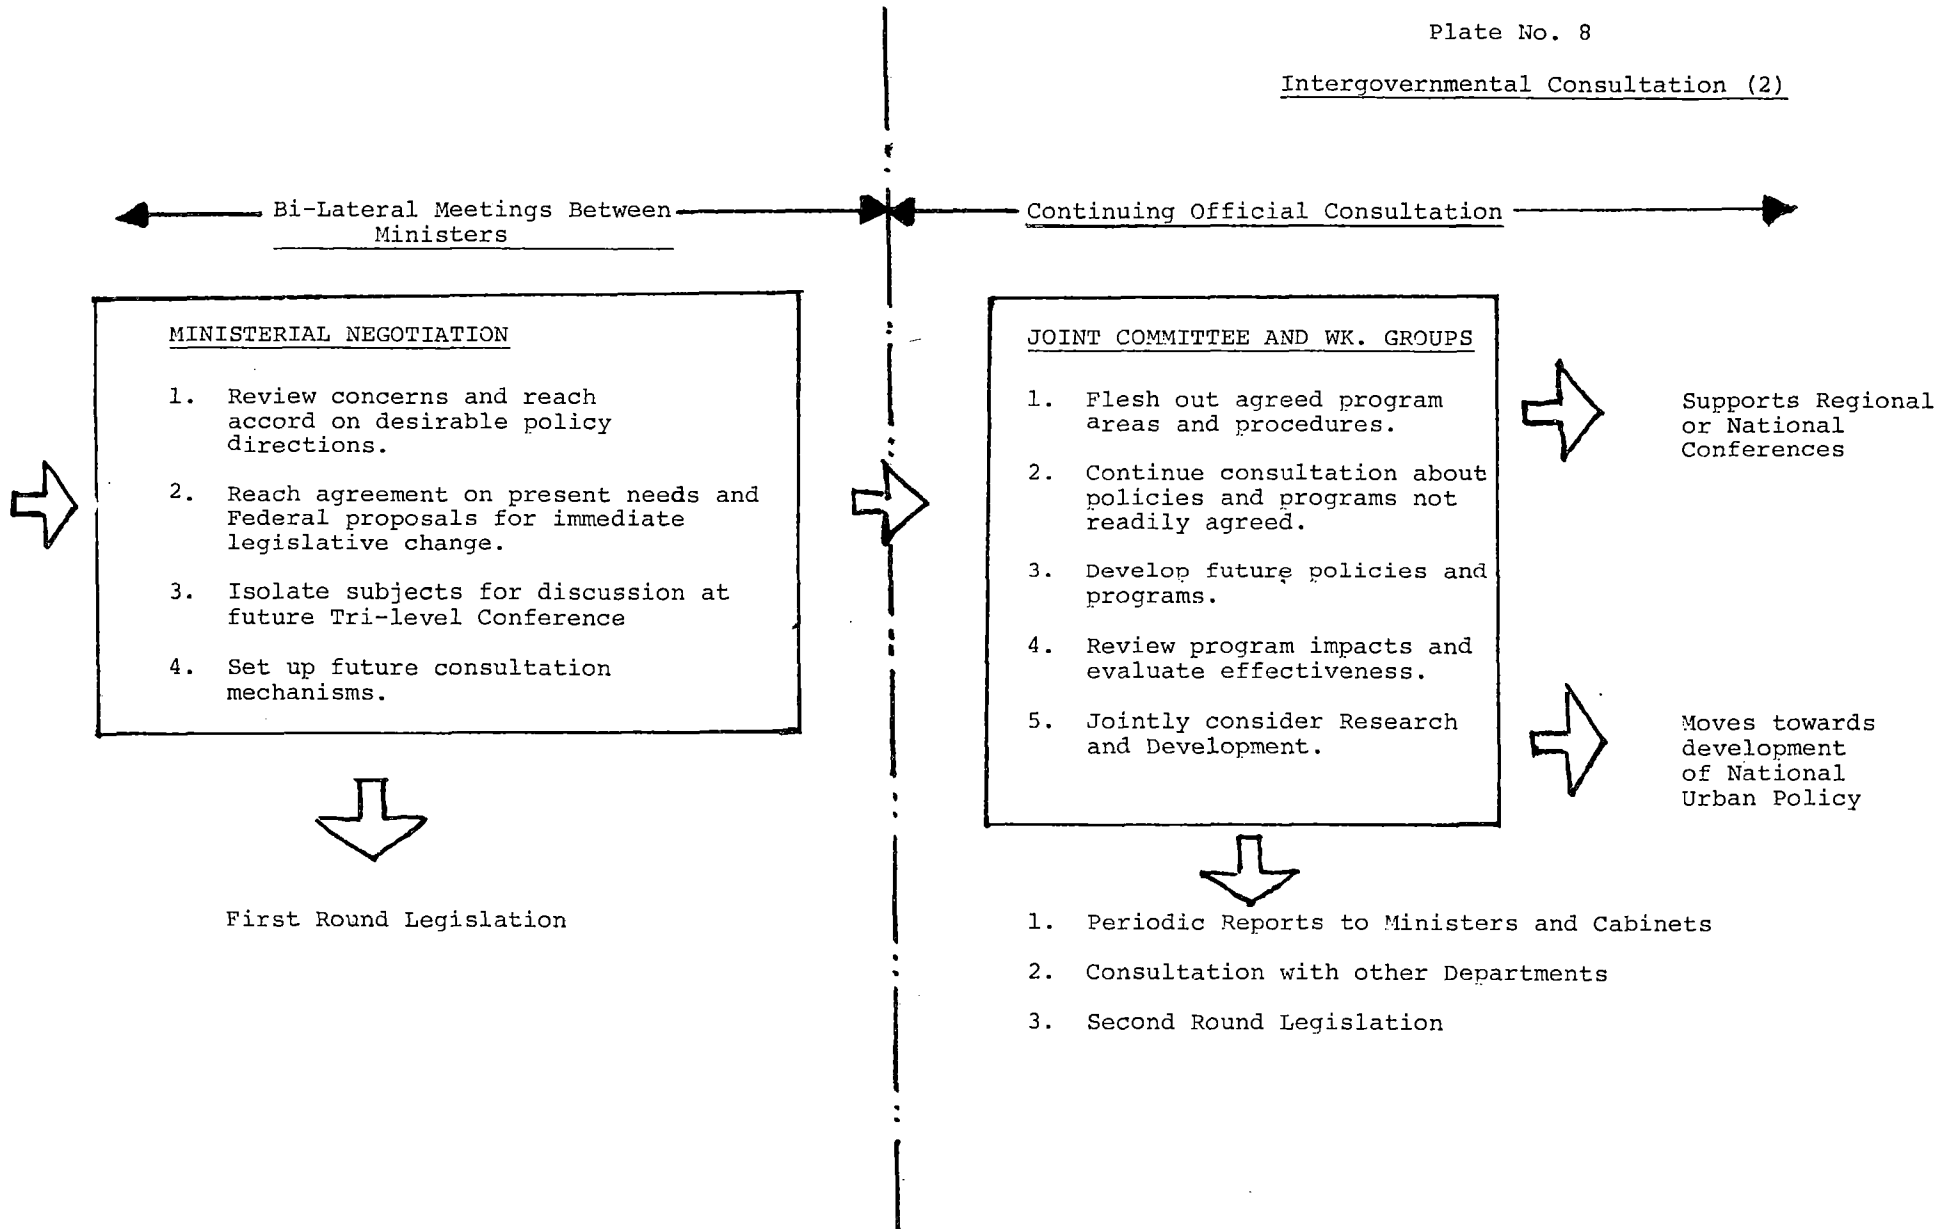 Plate No. 8
Intergovernmental Consultation (2)
Bi-Lateral Meetings Between
Ministers
Continuing Official Consultation
MINISTERIAL NEGOTIATION
1. Review concerns and reach
accord on desirable policy
directions.
2. Reach agreement on present needs and
Federal proposals for immediate
legislative change.
3. Isolate subjects for discussion at
future Tri-level Conference
4. Set up future consultation
mechanisms.
First Round Legislation
JOINT COMMITTEE AND WK. GROUPS
1. Flesh out agreed program
areas and procedures.
2. Continue consultation about
policies and programs not
readily agreed.
3. Develop future policies and
programs.
4. Review program impacts and
evaluate effectiveness.
5. Jointly consider Research
and Development.
Supports Regional
or National
Conferences
Moves towards
development
of National
Urban Policy
1. Periodic Reports to Ministers and Cabinets
2. Consultation with other Departments
3. Second Round Legislation